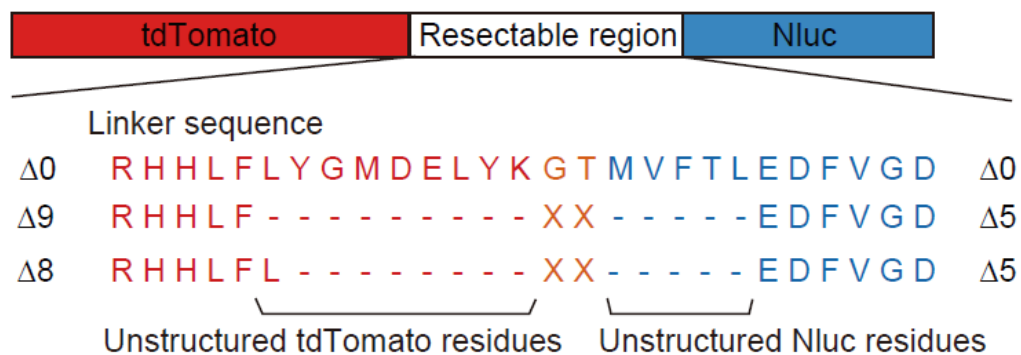 tdTomato Resectable region Nluc
Linker sequence
Δ0 R H H L F L Y G M D E L Y K G T M V F T L E D F V G D Δ0
Δ9 R H H L F - - - - - - - - - X X - - - - - E D F V G D Δ5
Δ8 R H H L F L - - - - - - - - X X - - - - - E D F V G D Δ5
Unstructured tdTomato residues Unstructured Nluc residues